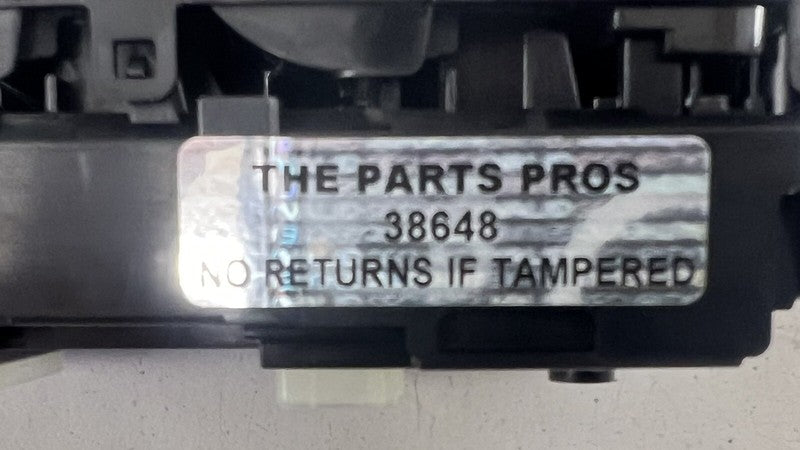 THE PARTS PROS
38648
NO RETURNS IF TAMPERED